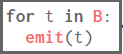 for t in B:
emit(t)